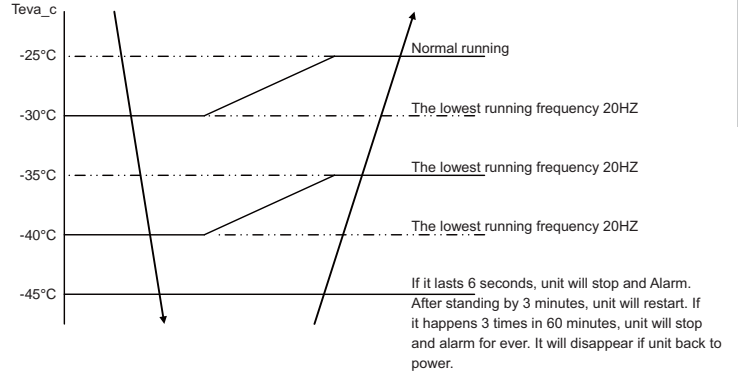 Teva_c
-25°C
Normal running
-30°C
The lowest running frequency 20HZ
-35°C
The lowest running frequency 20HZ
-40°C
The lowest running frequency 20HZ
-45°C
If it lasts 6 seconds, unit will stop and Alarm.
After standing by 3 minutes, unit will restart. If
it happens 3 times in 60 minutes, unit will stop
and alarm for ever. It will disappear if unit back to
power.